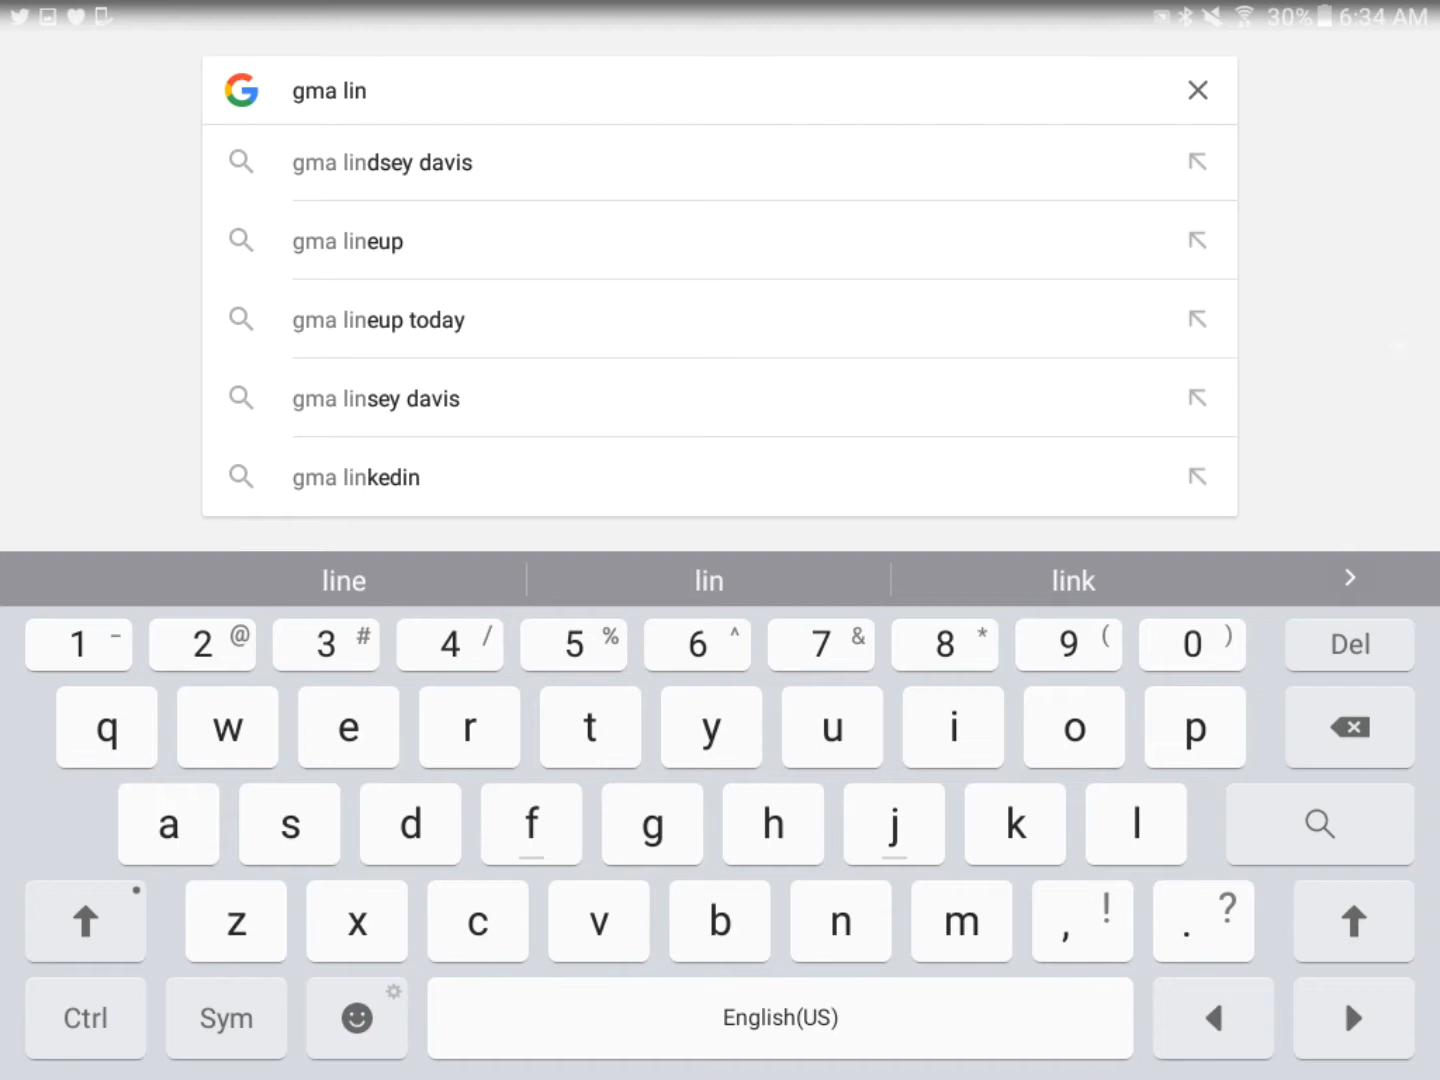 30% 6:34 AM
gma lin
gma lindsey davis
gma lineup
gma lineup today
gma linsey davis
gma linkedin
line lin link
1 - 2 @ 3 # 4 / 5 % 6 ^ 7 & 8 * 9 ( 0 ) Del
q w e r t y u i o p
a s d f g h j k l
z x c v b n m , ! . ?
Ctrl Sym English(US)